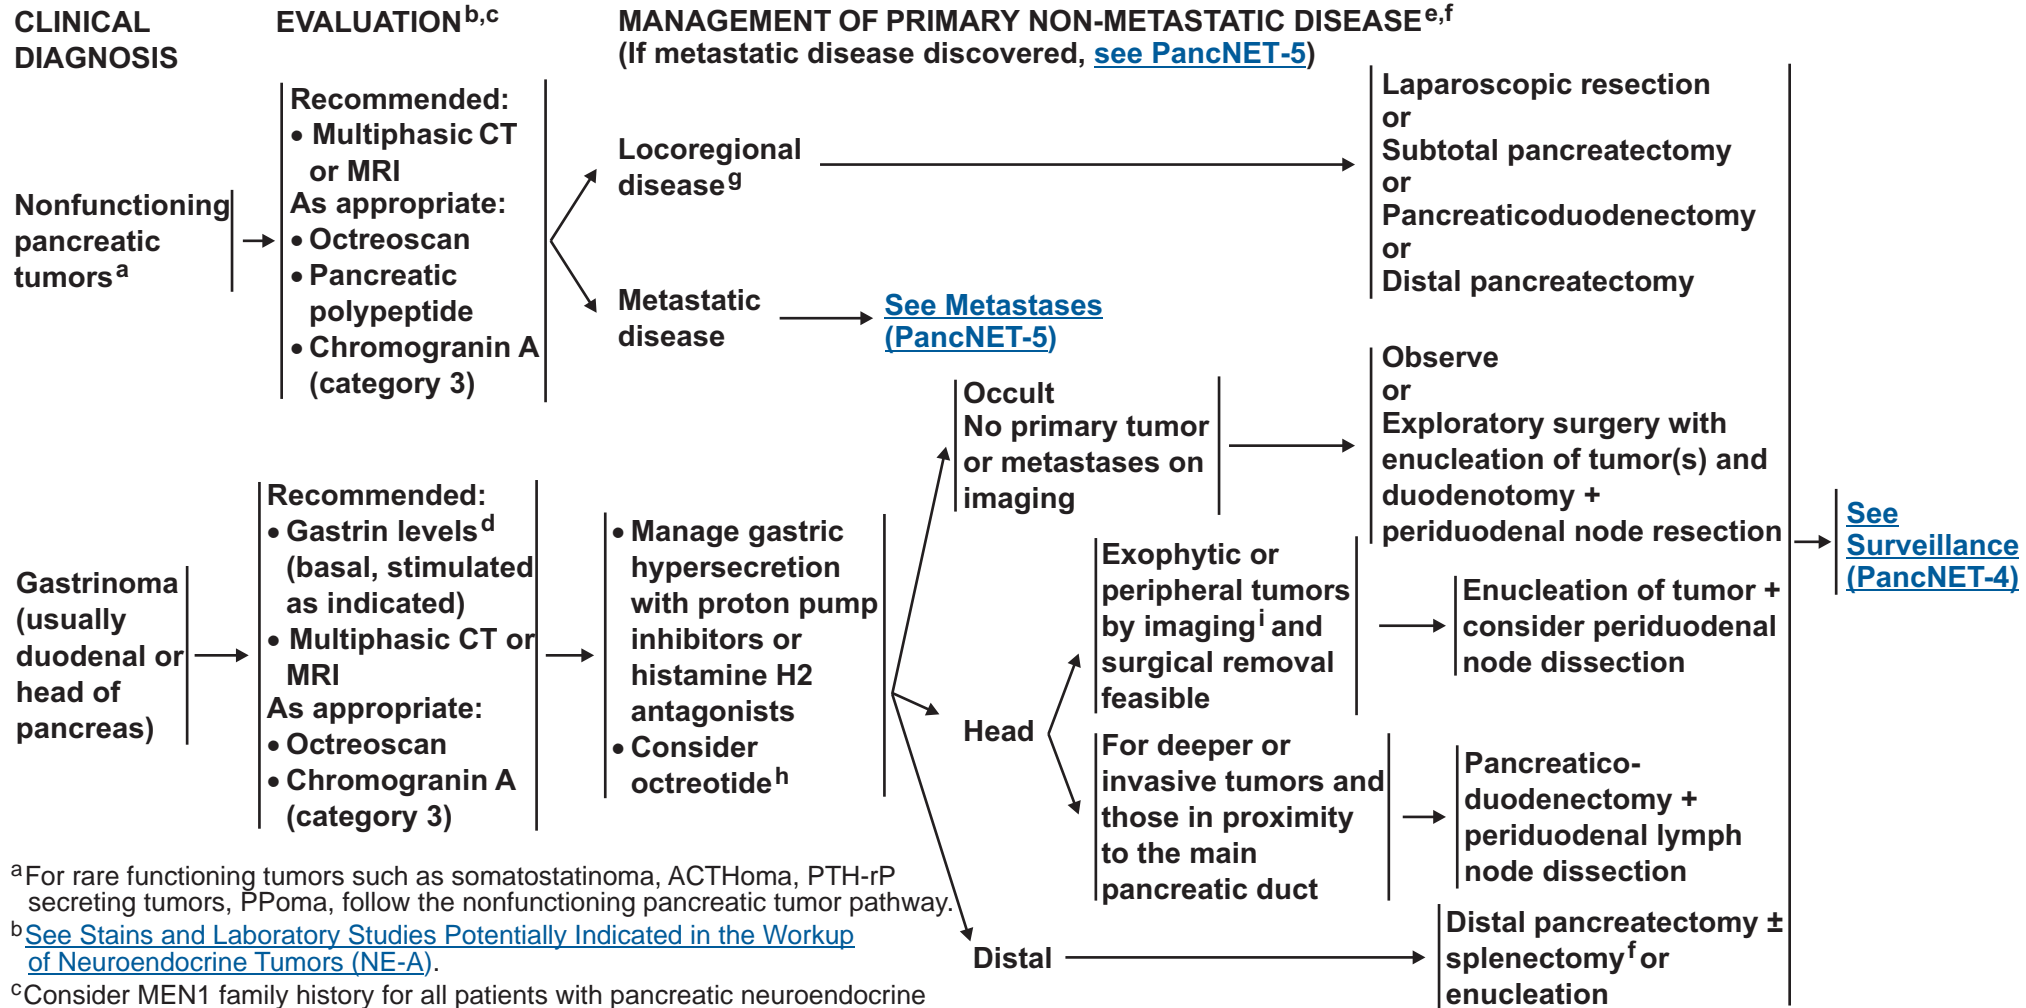 CLINICAL
DIAGNOSIS
EVALUATIONb,c
MANAGEMENT OF PRIMARY NON-METASTATIC DISEASEe,f
(If metastatic disease discovered, see PancNET-5)
Nonfunctioning
pancreatic
tumorsa
Recommended:
• Multiphasic CT
or MRI
As appropriate:
• Octreoscan
• Pancreatic
polypeptide
• Chromogranin A
(category 3)
Locoregional
diseaseg
Laparoscopic resection
or
Subtotal pancreatectomy
or
Pancreaticoduodenectomy
or
Distal pancreatectomy
Metastatic
disease
See Metastases
(PancNET-5)
Gastrinoma
(usually
duodenal or
head of
pancreas)
Recommended:
• Gastrin levelsd
(basal, stimulated
as indicated)
• Multiphasic CT or
MRI
As appropriate:
• Octreoscan
• Chromogranin A
(category 3)
• Manage gastric
hypersecretion
with proton pump
inhibitors or
histamine H2
antagonists
• Consider
octreotideh
Occult
No primary tumor
or metastases on
imaging
Observe
or
Exploratory surgery with
enucleation of tumor(s) and
duodenotomy +
periduodenal node resection
Head
Exophytic or
peripheral tumors
by imagingi and
surgical removal
feasible
Enucleation of tumor +
consider periduodenal
node dissection
For deeper or
invasive tumors and
those in proximity
to the main
pancreatic duct
Pancreatico-
duodenectomy +
periduodenal lymph
node dissection
Distal
Distal pancreatectomy ±
splenectomyf or
enucleation
See
Surveillance
(PancNET-4)
aFor rare functioning tumors such as somatostatinoma, ACTHoma, PTH-rP
secreting tumors, PPoma, follow the nonfunctioning pancreatic tumor pathway.
bSee Stains and Laboratory Studies Potentially Indicated in the Workup
of Neuroendocrine Tumors (NE-A).
cConsider MEN1 family history for all patients with pancreatic neuroendocrine